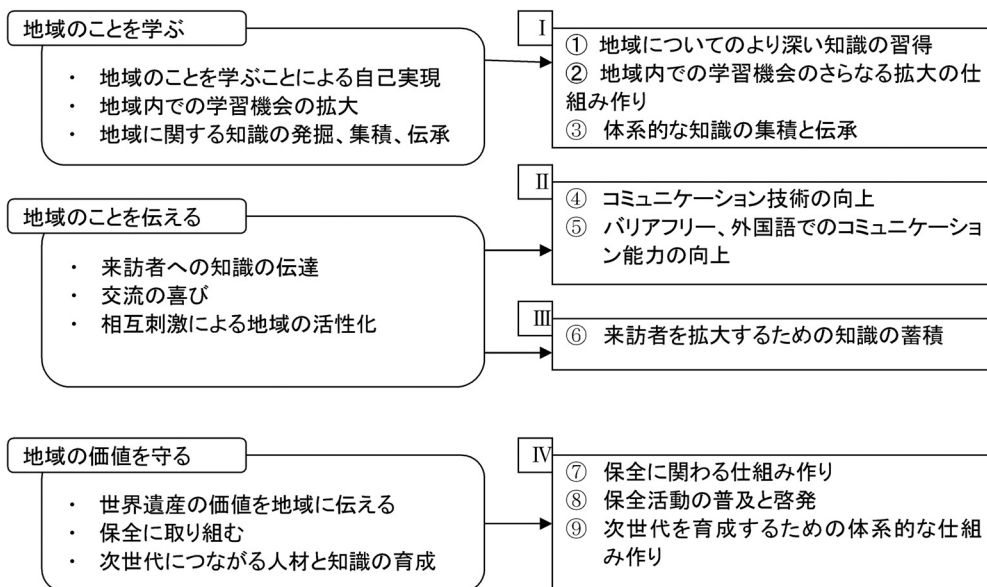 地域のことを学ぶ
・ 地域のことを学ぶことによる自己実現
・ 地域内での学習機会の拡大
・ 地域に関する知識の発掘、集積、伝承
Ⅰ
① 地域についてのより深い知識の習得
② 地域内での学習機会のさらなる拡大の仕
組み作り
③ 体系的な知識の集積と伝承
地域のことを伝える
・ 来訪者への知識の伝達
・ 交流の喜び
・ 相互刺激による地域の活性化
Ⅱ
④ コミュニケーション技術の向上
⑤ バリアフリー、外国語でのコミュニケーショ
ン能力の向上
Ⅲ
⑥ 来訪者を拡大するための知識の蓄積
地域の価値を守る
・ 世界遺産の価値を地域に伝える
・ 保全に取り組む
・ 次世代につながる人材と知識の育成
Ⅳ
⑦ 保全に関わる仕組み作り
⑧ 保全活動の普及と啓発
⑨ 次世代を育成するための体系的な仕組
み作り